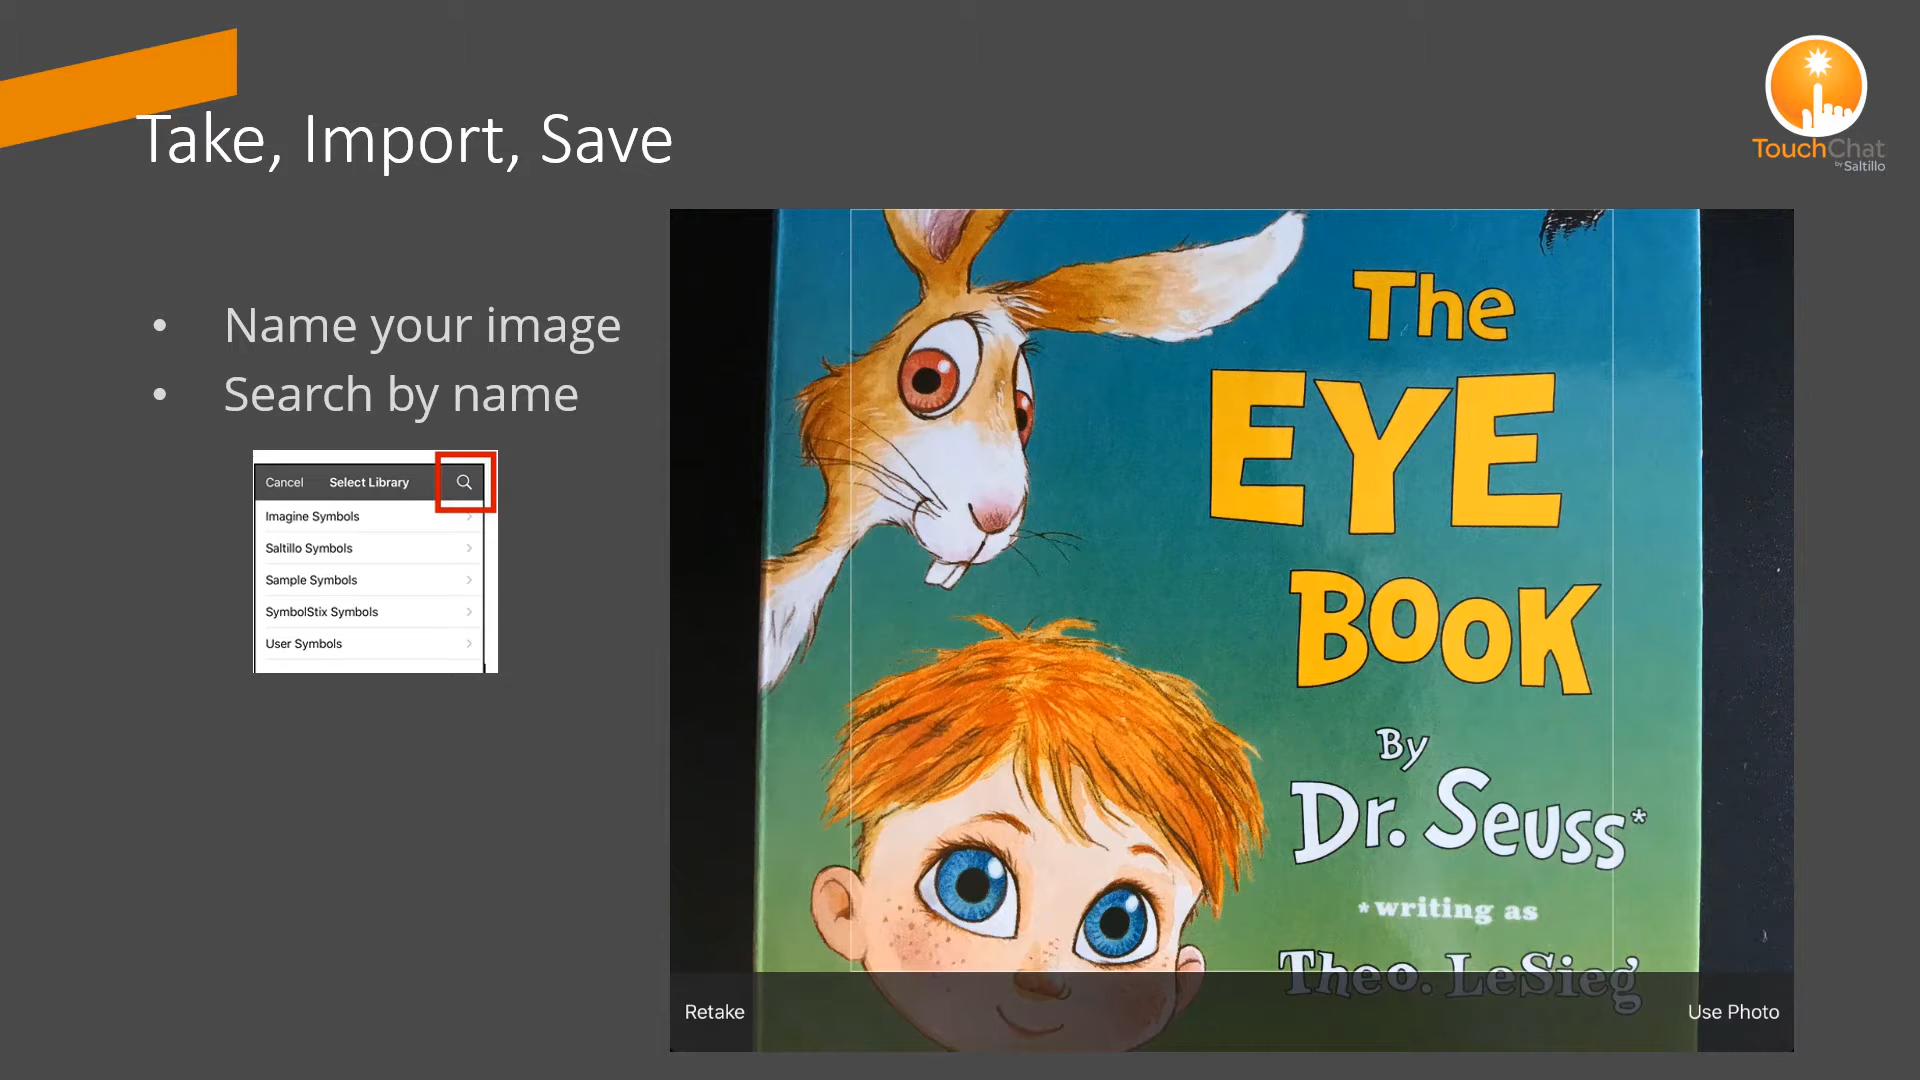 Take, Import, Save
TouchChat
by Saltillo
• Name your image
• Search by name
Cancel Select Library
Imagine Symbols
Saltillo Symbols
Sample Symbols
SymbolStix Symbols
User Symbols
The
EYE
BOOK
By
Dr. Seuss*
*writing as
Theo. LeSieg
Retake Use Photo